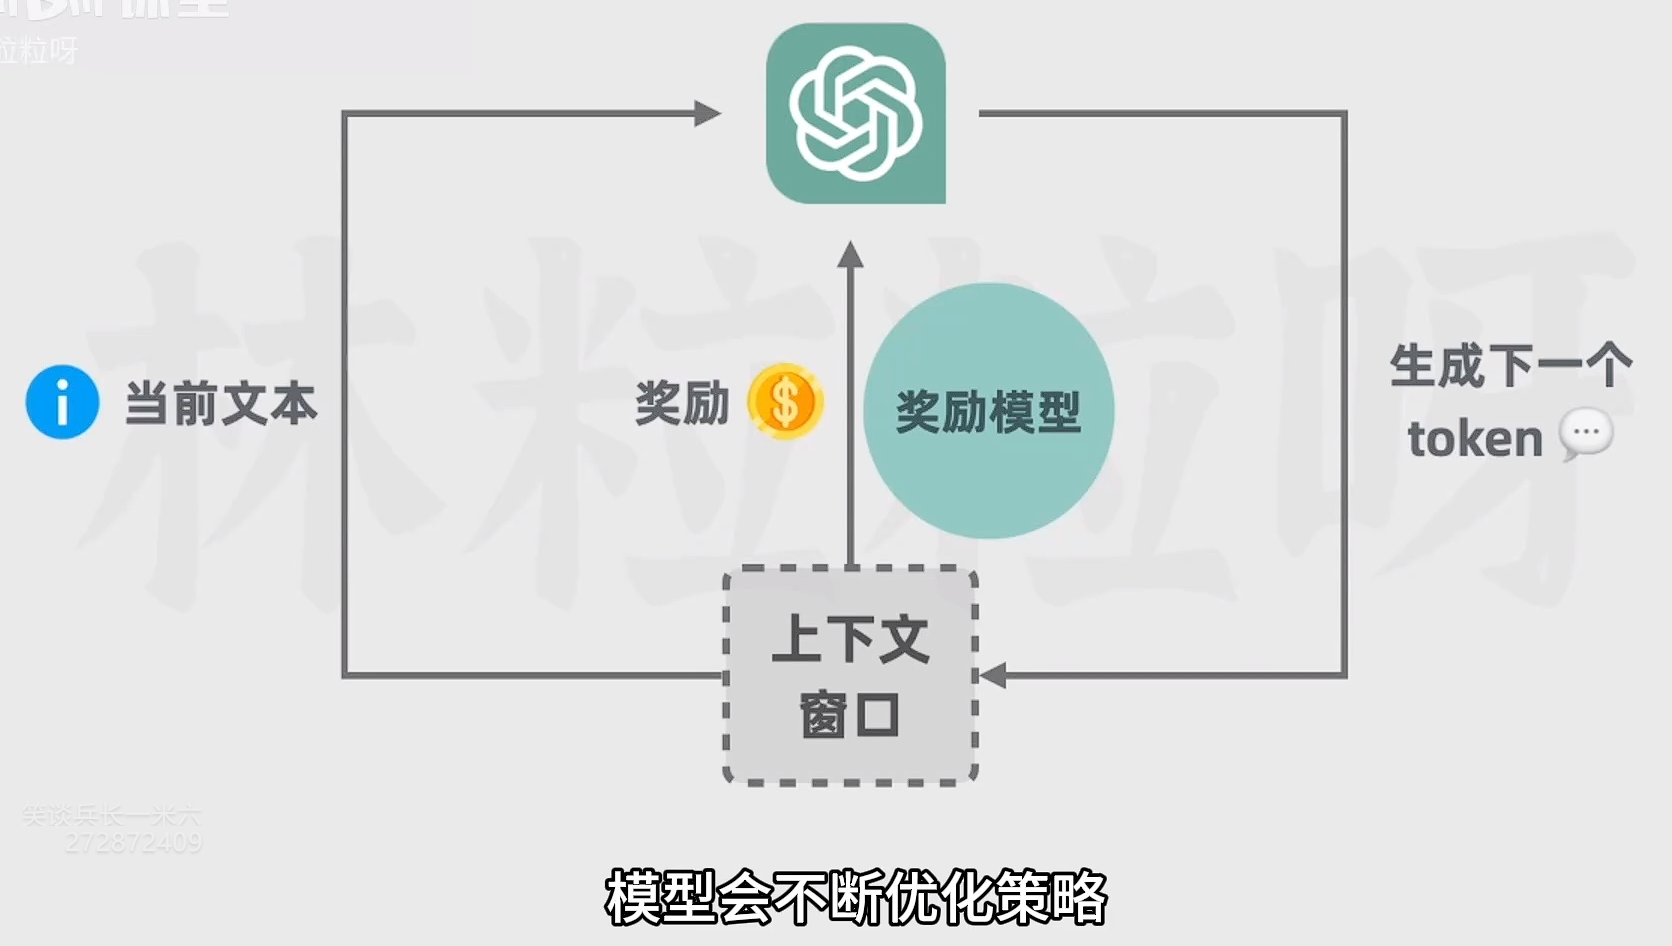 粒粒呀
i 当前文本
奖励 $
奖励模型
生成下一个
token
上下文
窗口
林粒粒呀
笑谈兵长一米六
272872409
模型会不断优化策略